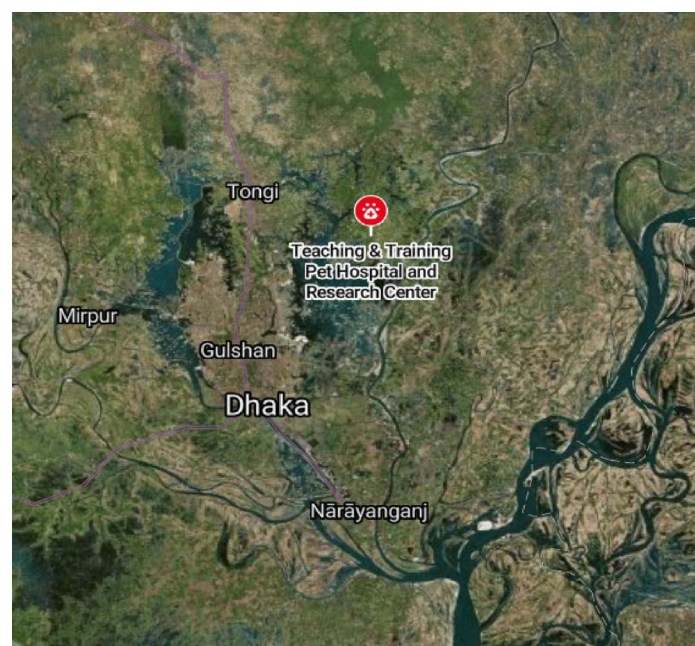 Tongi
Teaching & Training
Pet Hospital and
Research Center
Mirpur
Gulshan
Dhaka
Nārāyanganj